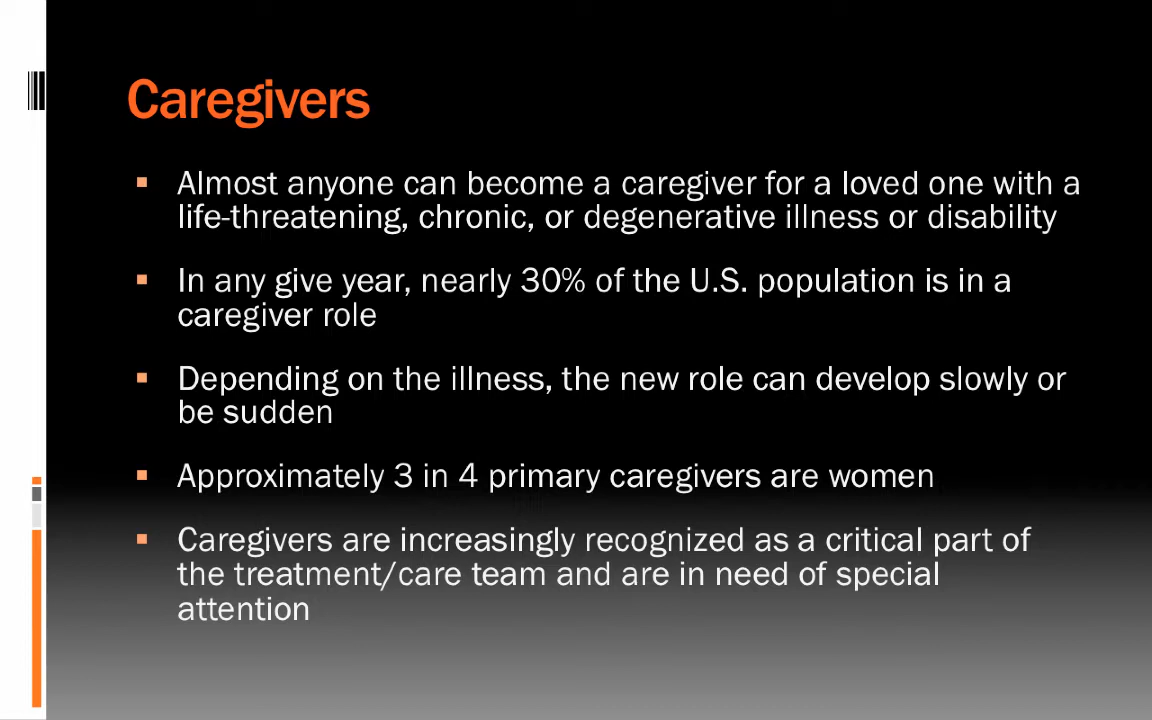 Caregivers
Almost anyone can become a caregiver for a loved one with a
life-threatening, chronic, or degenerative illness or disability
In any give year, nearly 30% of the U.S. population is in a
caregiver role
Depending on the illness, the new role can develop slowly or
be sudden
Approximately 3 in 4 primary caregivers are women
Caregivers are increasingly recognized as a critical part of
the treatment/care team and are in need of special
attention